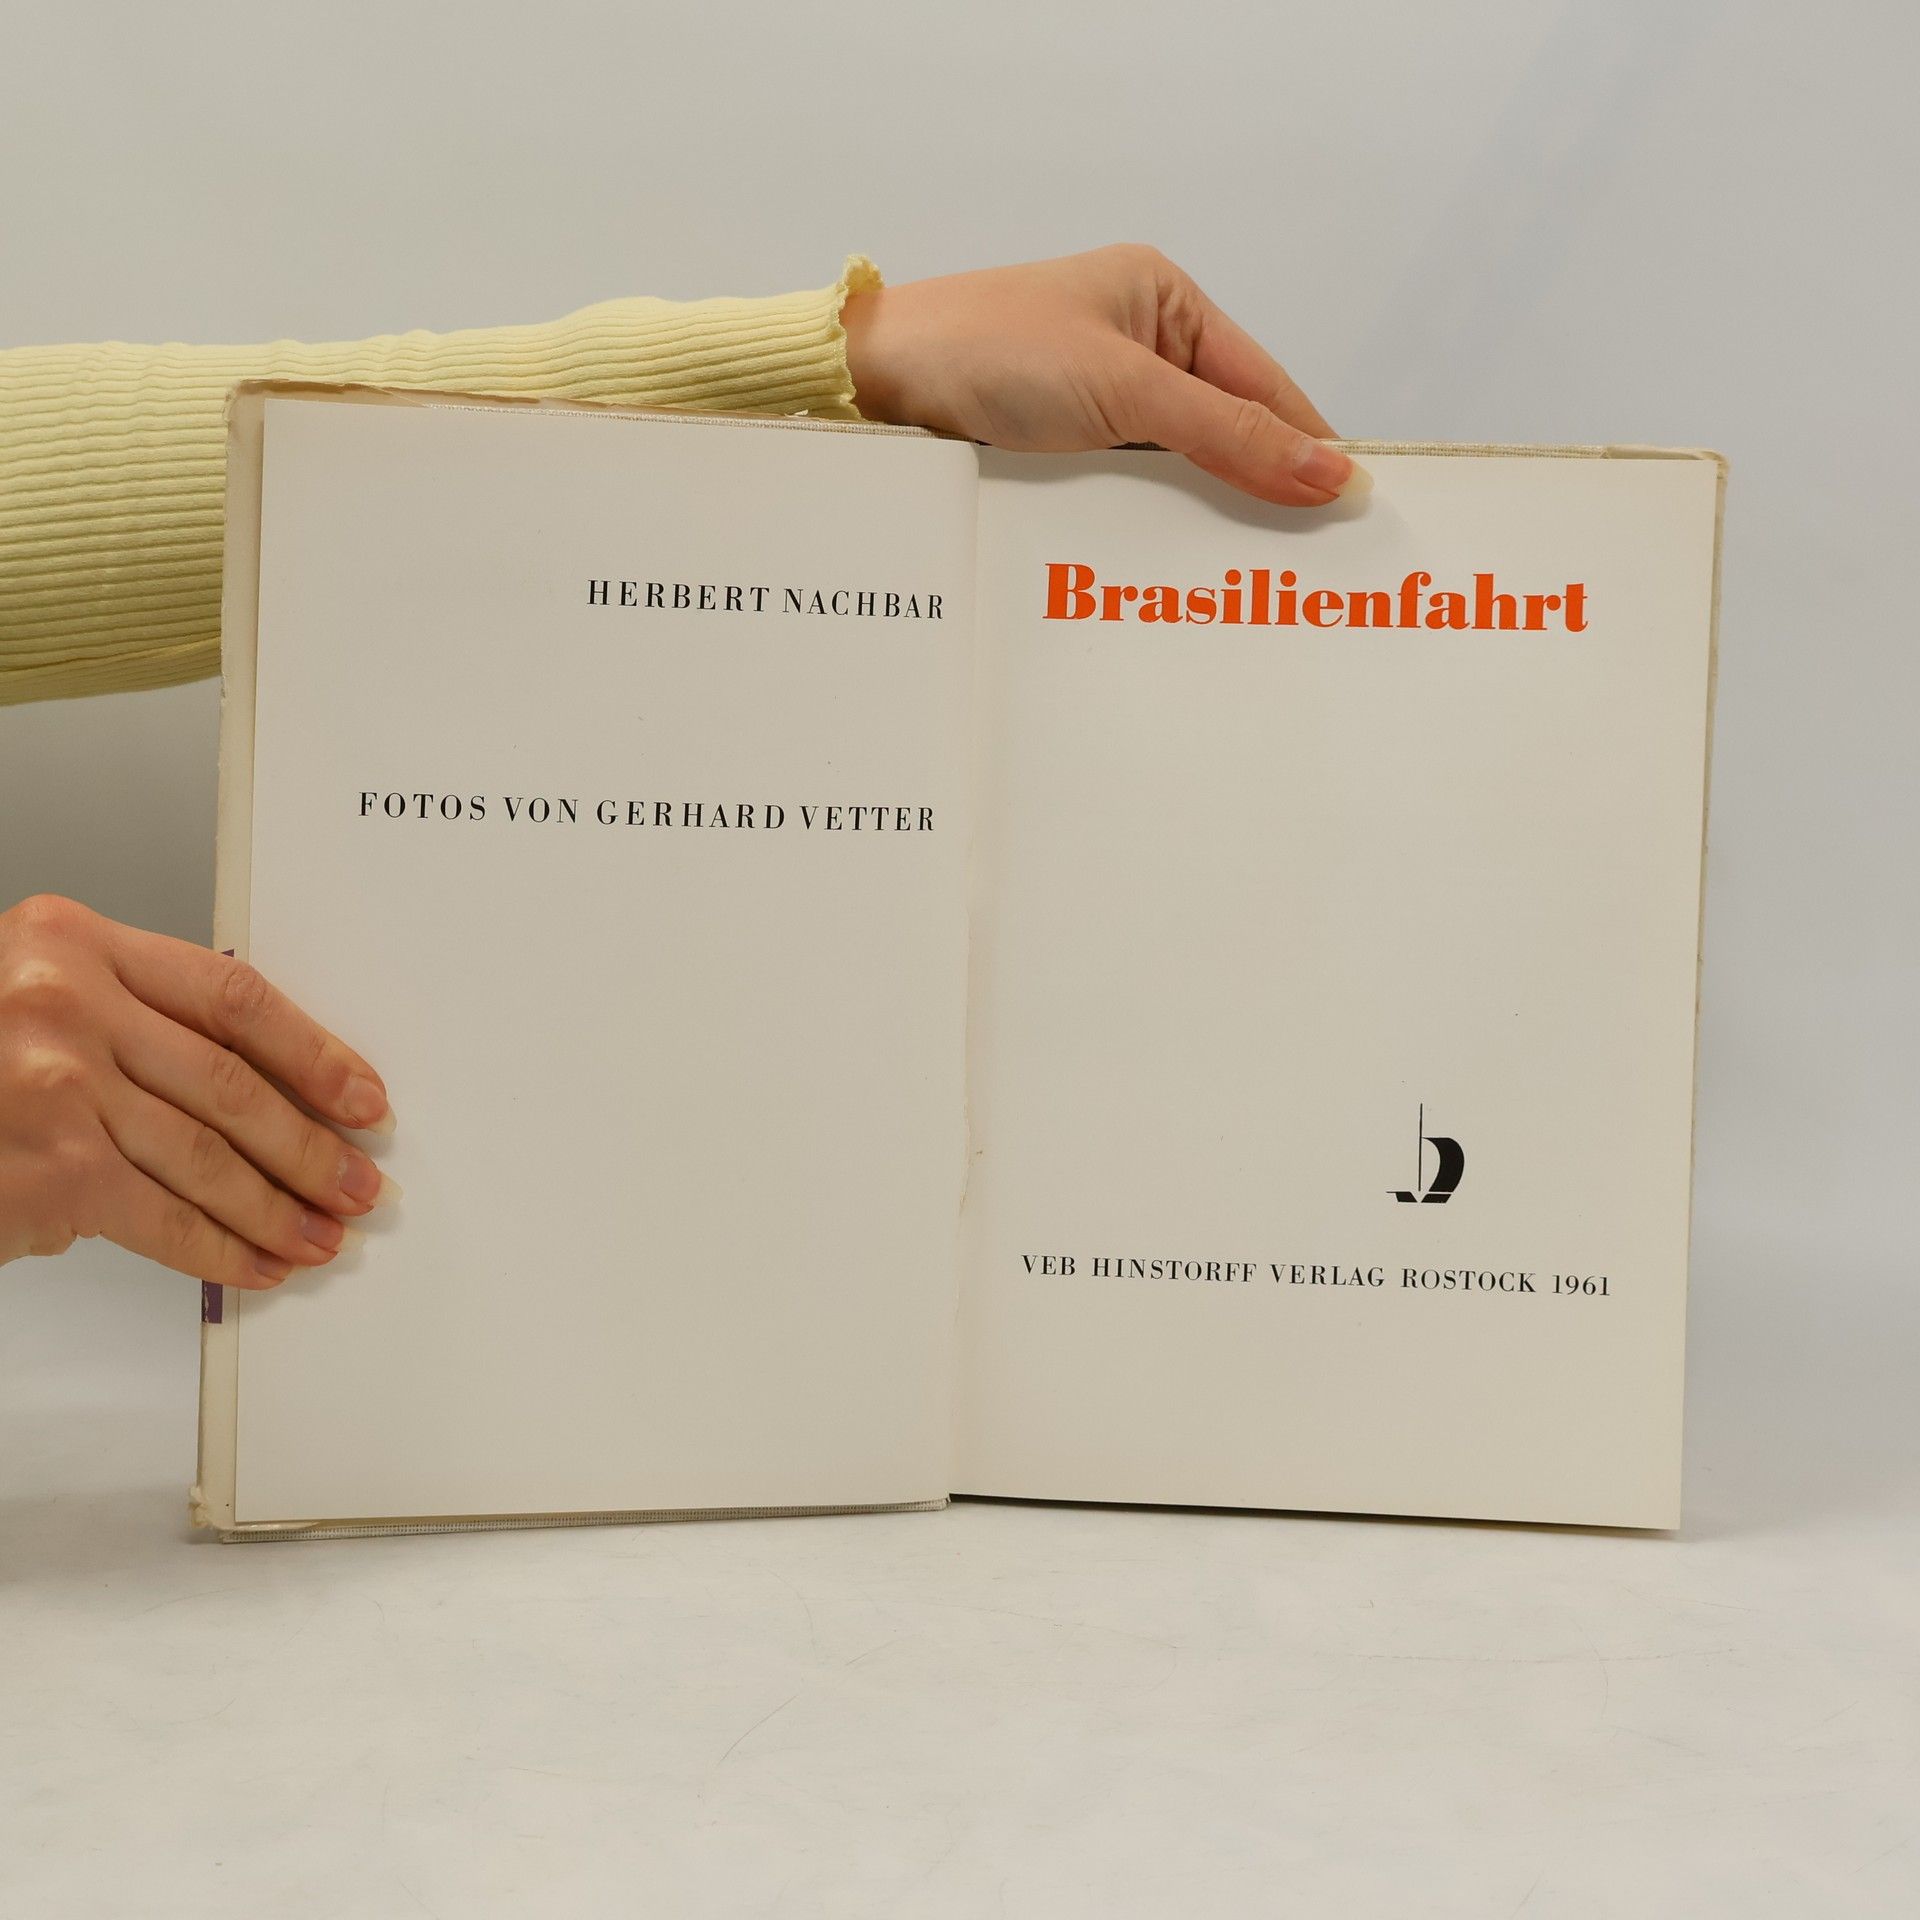 HERBERT NACHBAR
FOTOS VON GERHARD VETTER
Brasilienfahrt
VEB HINSTORFF VERLAG ROSTOCK 1961